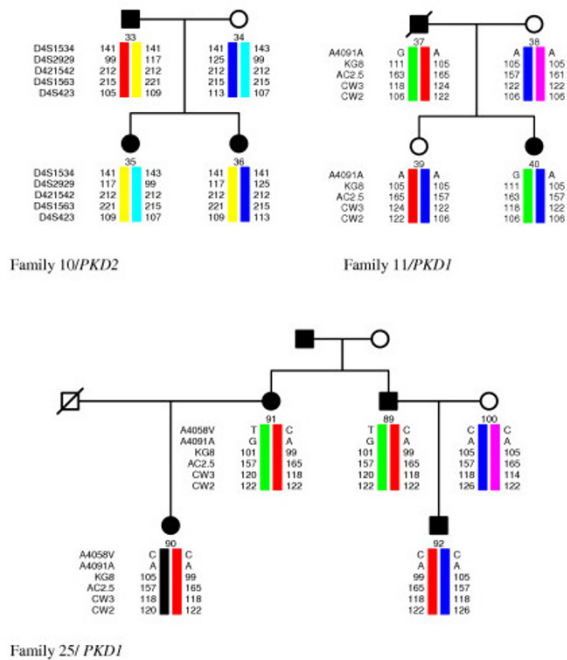 33 34
D4S1534 141 141 141 143
D4S2929 99 117 125 99
D421542 212 212 212 212
D4S1563 215 221 215 215
D4S423 105 109 113 107
35 36
D4S1534 141 143 141 141
D4S2929 117 99 117 125
D421542 212 212 212 212
D4S1563 221 215 221 215
D4S423 109 107 109 113
Family 10/PKD2
37 38
A4091A G A A A
KG8 111 105 105 105
AC2.5 163 165 157 161
CW3 118 124 122 122
CW2 106 122 106 106
39 40
A4091A A A G A
KG8 105 105 111 105
AC2.5 165 157 163 157
CW3 124 122 118 122
CW2 122 106 106 106
Family 11/PKD1
91 89 100
A4058V T C T C C C
A4091A G A G A A A
KG8 101 99 101 99 105 105
AC2.5 157 165 157 165 157 165
CW3 120 118 120 118 118 114
CW2 122 122 122 122 126 122
90 92
A4058V C C C C
A4091A A A A A
KG8 105 99 99 105
AC2.5 157 165 165 157
CW3 118 118 118 118
CW2 120 122 122 126
Family 25/ PKD1